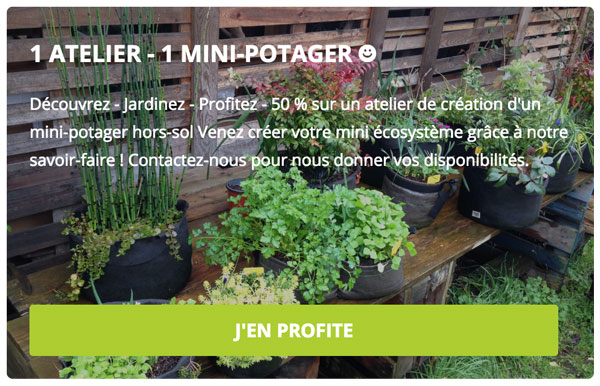 1 ATELIER - 1 MINI-POTAGER ☻
Découvrez - Jardinez - Profitez - 50 % sur un atelier de création d'un
mini-potager hors-sol Venez créer votre mini écosystème grâce à notre
savoir-faire ! Contactez-nous pour nous donner vos disponibilités.
J'EN PROFITE